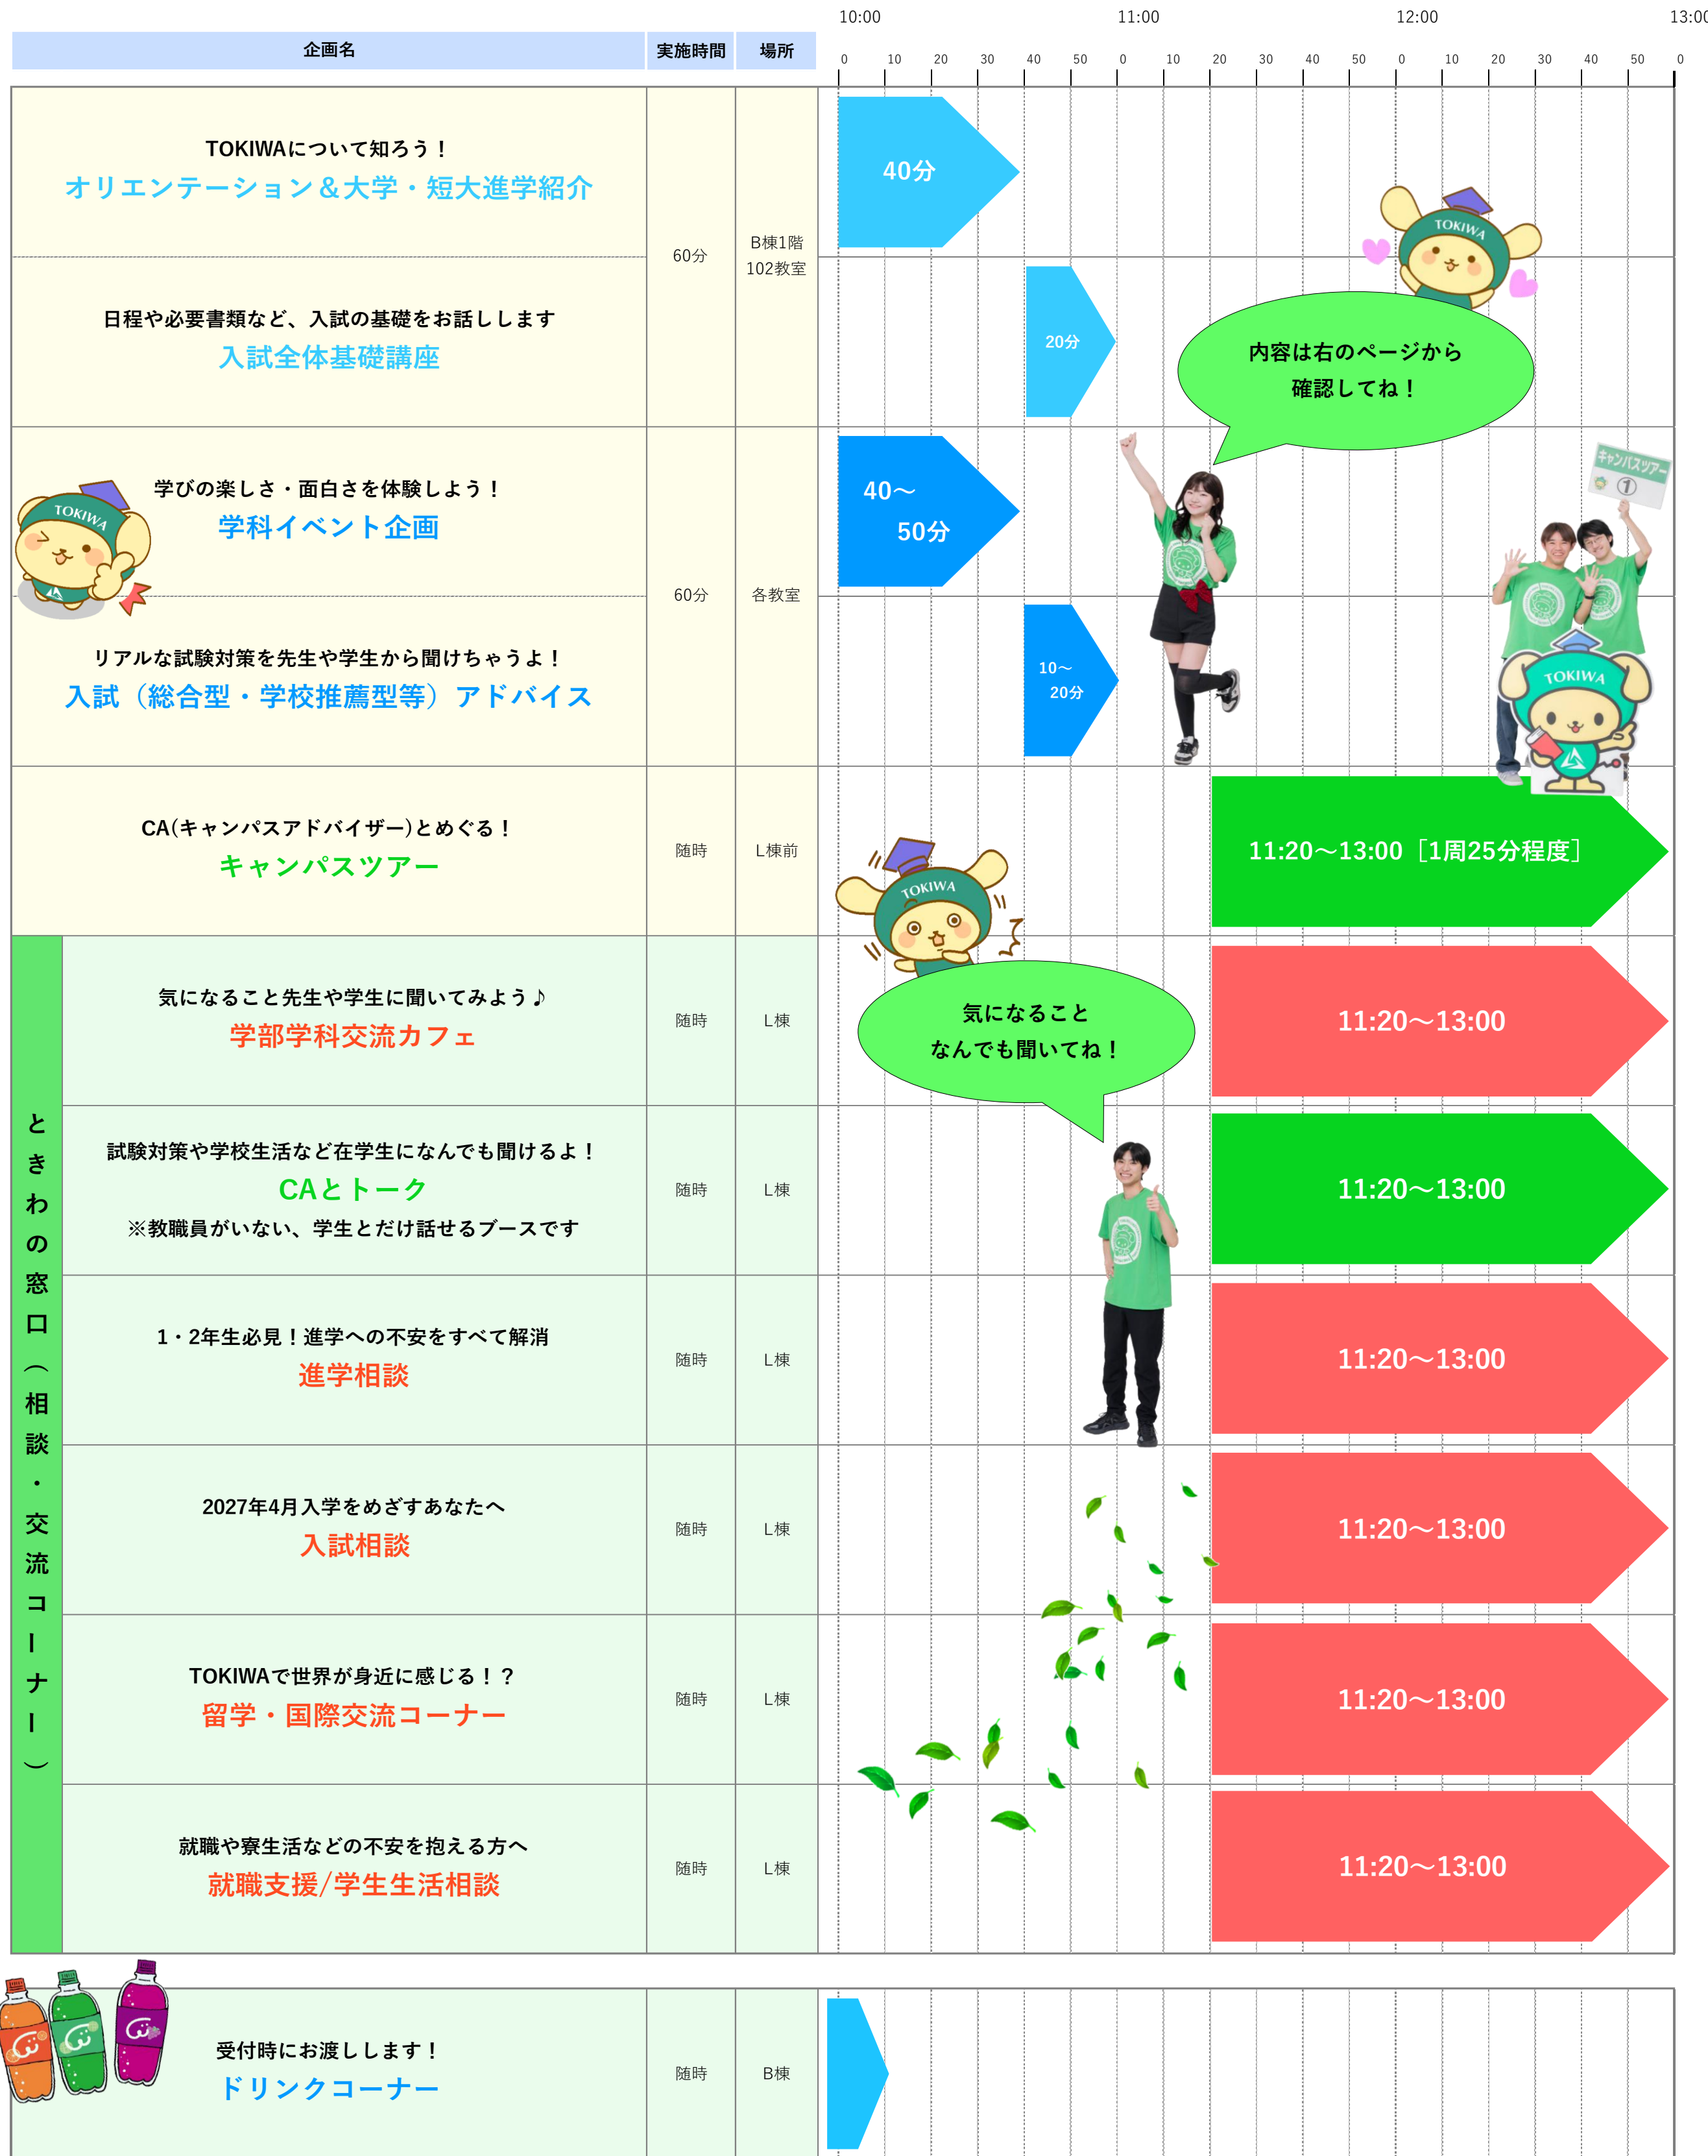 10:00 11:00 12:00 13:00
企画名 実施時間 場所
0 10 20 30 40 50 0 10 20 30 40 50 0 10 20 30 40 50 0
TOKIWAについて知ろう！
オリエンテーション＆大学・短大進学紹介
40分
60分
B棟1階
102教室
TOKIWA
日程や必要書類など、入試の基礎をお話しします
入試全体基礎講座
20分
内容は右のページから
確認してね！
学びの楽しさ・面白さを体験しよう！
学科イベント企画
TOKIWA
40～
50分
キャンパスツアー
①
60分
各教室
リアルな試験対策を先生や学生から聞けちゃうよ！
入試（総合型・学校推薦型等）アドバイス
10～
20分
TOKIWA
CA(キャンパスアドバイザー)とめぐる！
キャンパスツアー
随時
L棟前
TOKIWA
11:20～13:00［1周25分程度］
ときわの窓口（相談・交流コーナー）
気になること先生や学生に聞いてみよう♪
学部学科交流カフェ
随時
L棟
気になること
なんでも聞いてね！
11:20～13:00
試験対策や学校生活など在学生になんでも聞けるよ！
CAとトーク
※教職員がいない、学生とだけ話せるブースです
随時
L棟
11:20～13:00
1・2年生必見！進学への不安をすべて解消
進学相談
随時
L棟
11:20～13:00
2027年4月入学をめざすあなたへ
入試相談
随時
L棟
11:20～13:00
TOKIWAで世界が身近に感じる！？
留学・国際交流コーナー
随時
L棟
11:20～13:00
就職や寮生活などの不安を抱える方へ
就職支援/学生生活相談
随時
L棟
11:20～13:00
受付時にお渡しします！
ドリンクコーナー
随時
B棟